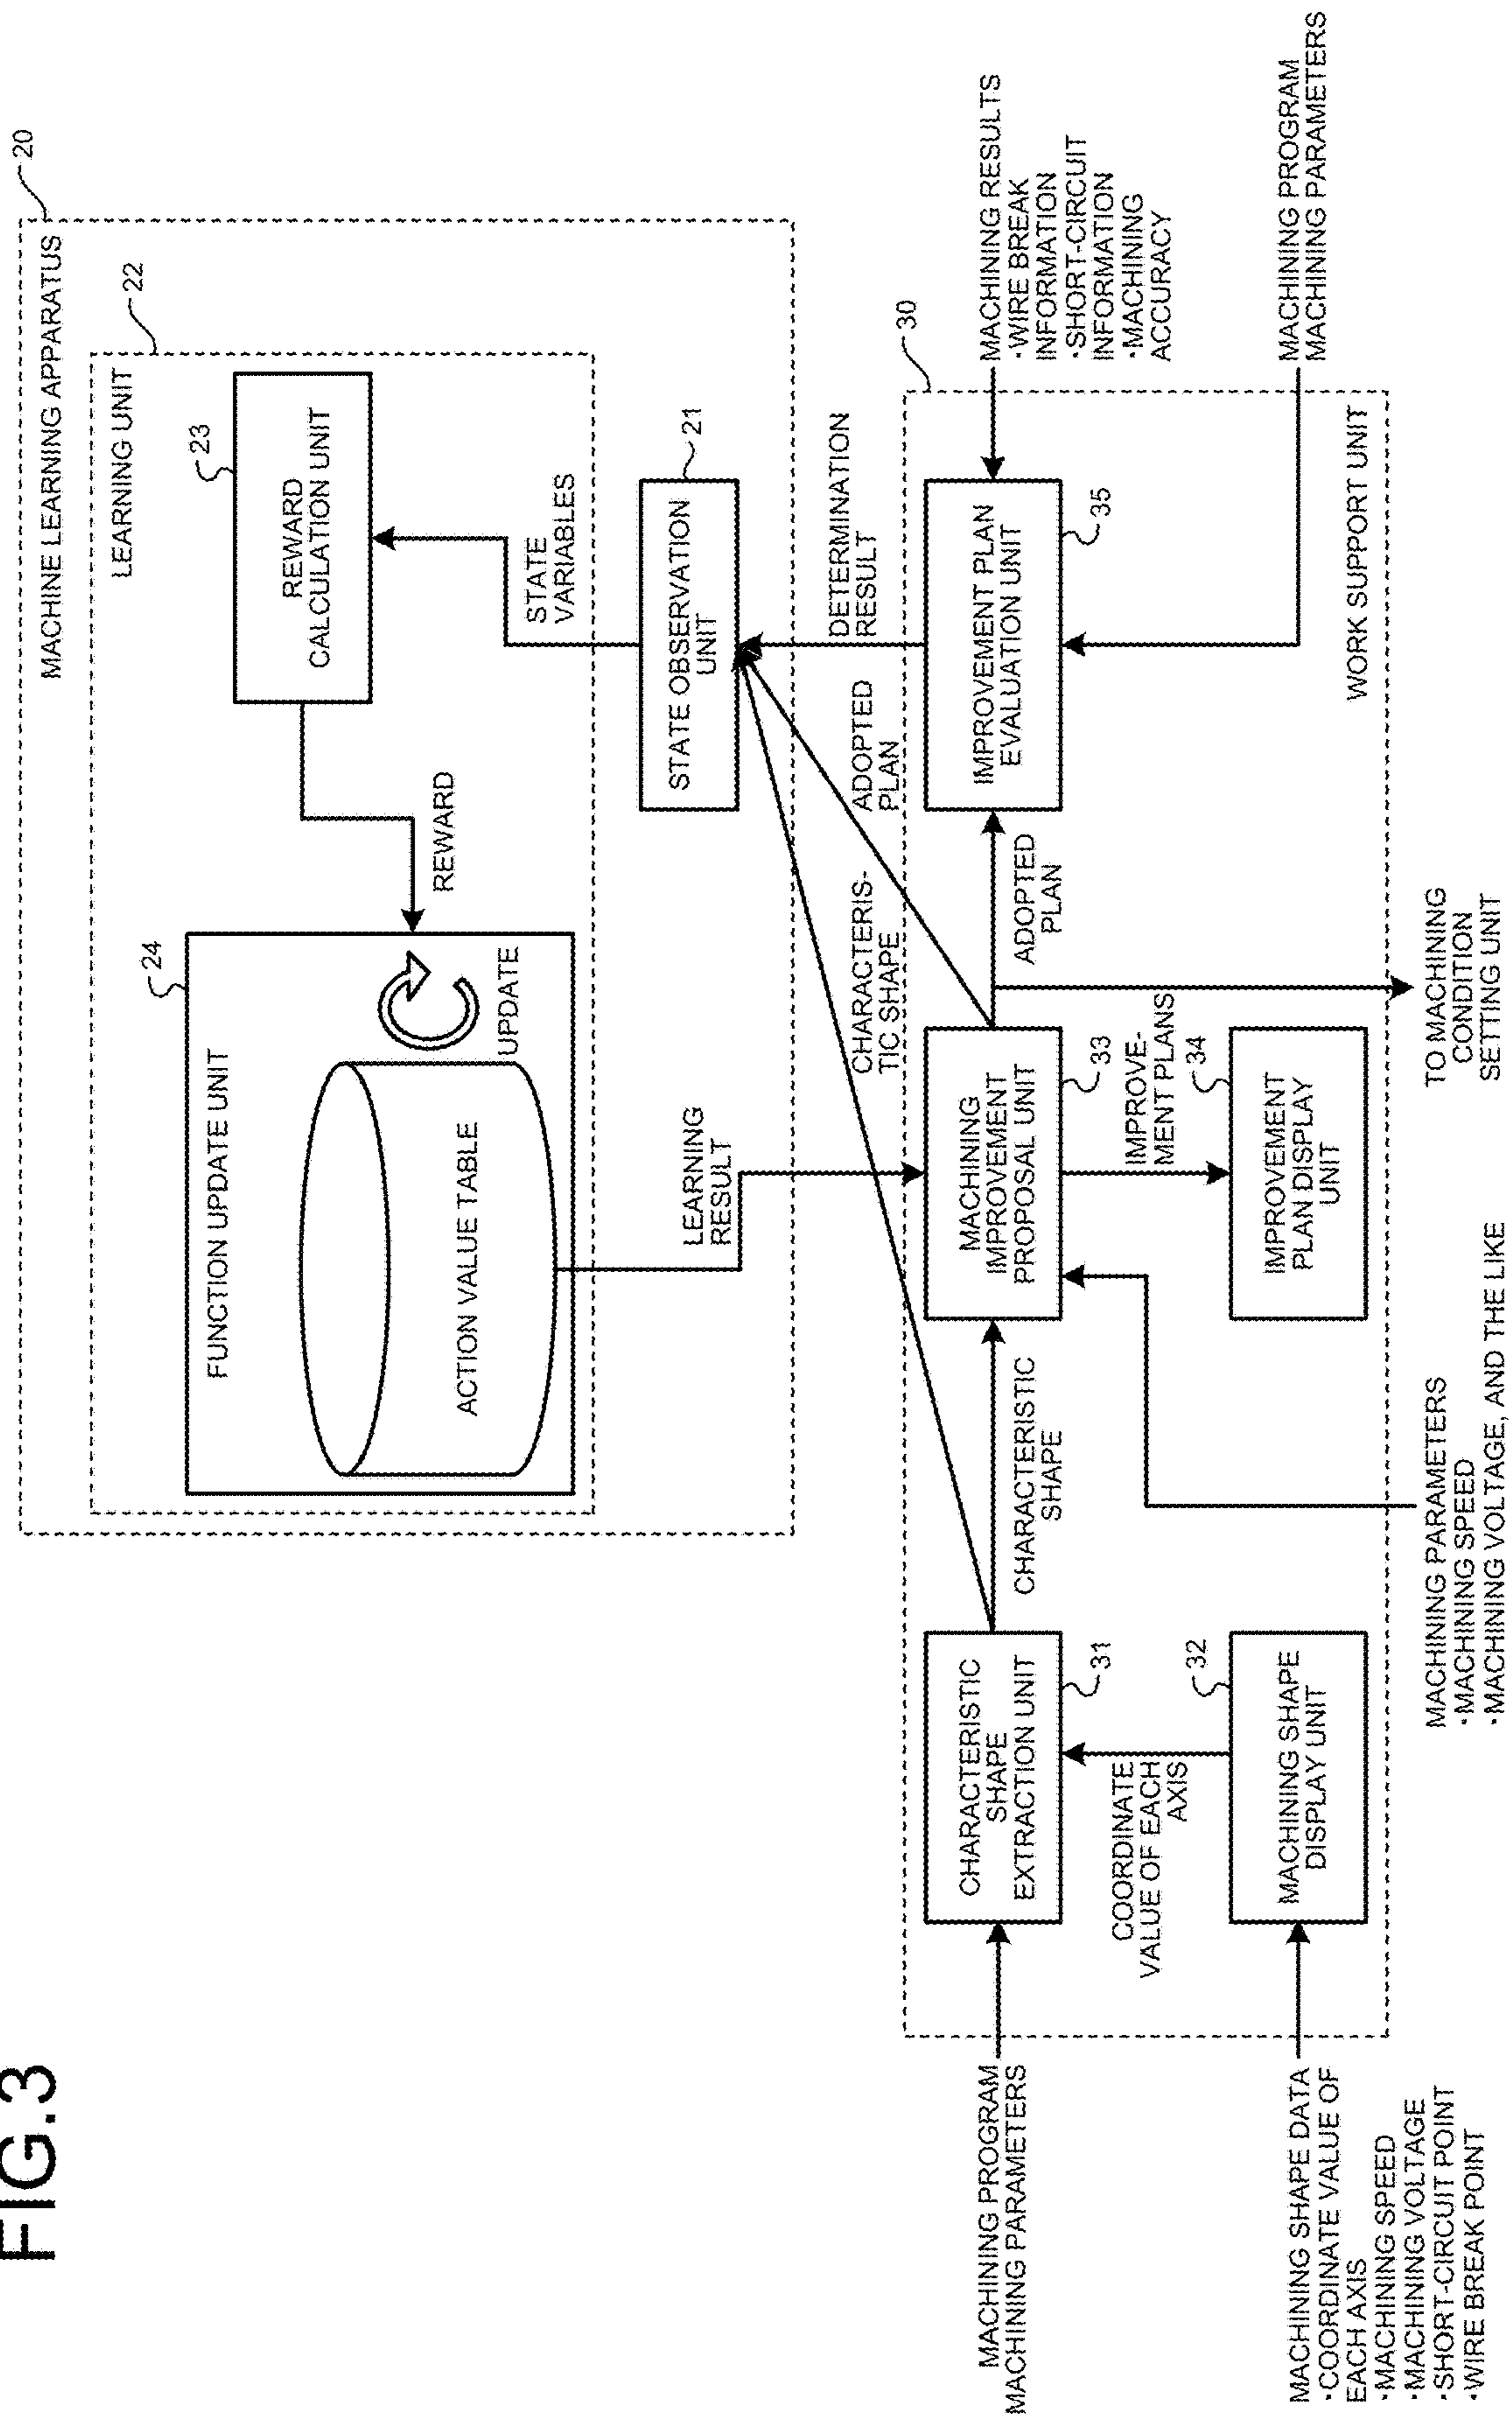 FIG.3
20
MACHINE LEARNING APPARATUS
22
LEARNING UNIT
24
FUNCTION UPDATE UNIT
ACTION VALUE TABLE
UPDATE
REWARD
23
REWARD
CALCULATION UNIT
STATE
VARIABLES
21
STATE OBSERVATION
UNIT
LEARNING
RESULT
CHARACTERIS-
TIC SHAPE
ADOPTED
PLAN
DETERMINATION
RESULT
30
MACHINING RESULTS
・WIRE BREAK
INFORMATION
・SHORT-CIRCUIT
INFORMATION
・MACHINING
ACCURACY
MACHINING PROGRAM
MACHINING PARAMETERS
CHARACTERISTIC
SHAPE
EXTRACTION UNIT
31
CHARACTERISTIC
SHAPE
MACHINING
IMPROVEMENT
PROPOSAL UNIT
33
ADOPTED
PLAN
IMPROVEMENT PLAN
EVALUATION UNIT
35
COORDINATE
VALUE OF EACH
AXIS
32
IMPROVE-
MENT PLANS
34
MACHINING SHAPE DATA
・COORDINATE VALUE OF
EACH AXIS
・MACHINING SPEED
・MACHINING VOLTAGE
・SHORT-CIRCUIT POINT
・WIRE BREAK POINT
MACHINING SHAPE
DISPLAY UNIT
IMPROVEMENT
PLAN DISPLAY
UNIT
MACHINING PROGRAM
MACHINING PARAMETERS
WORK SUPPORT UNIT
MACHINING PARAMETERS
・MACHINING SPEED
・MACHINING VOLTAGE, AND THE LIKE
TO MACHINING
CONDITION
SETTING UNIT